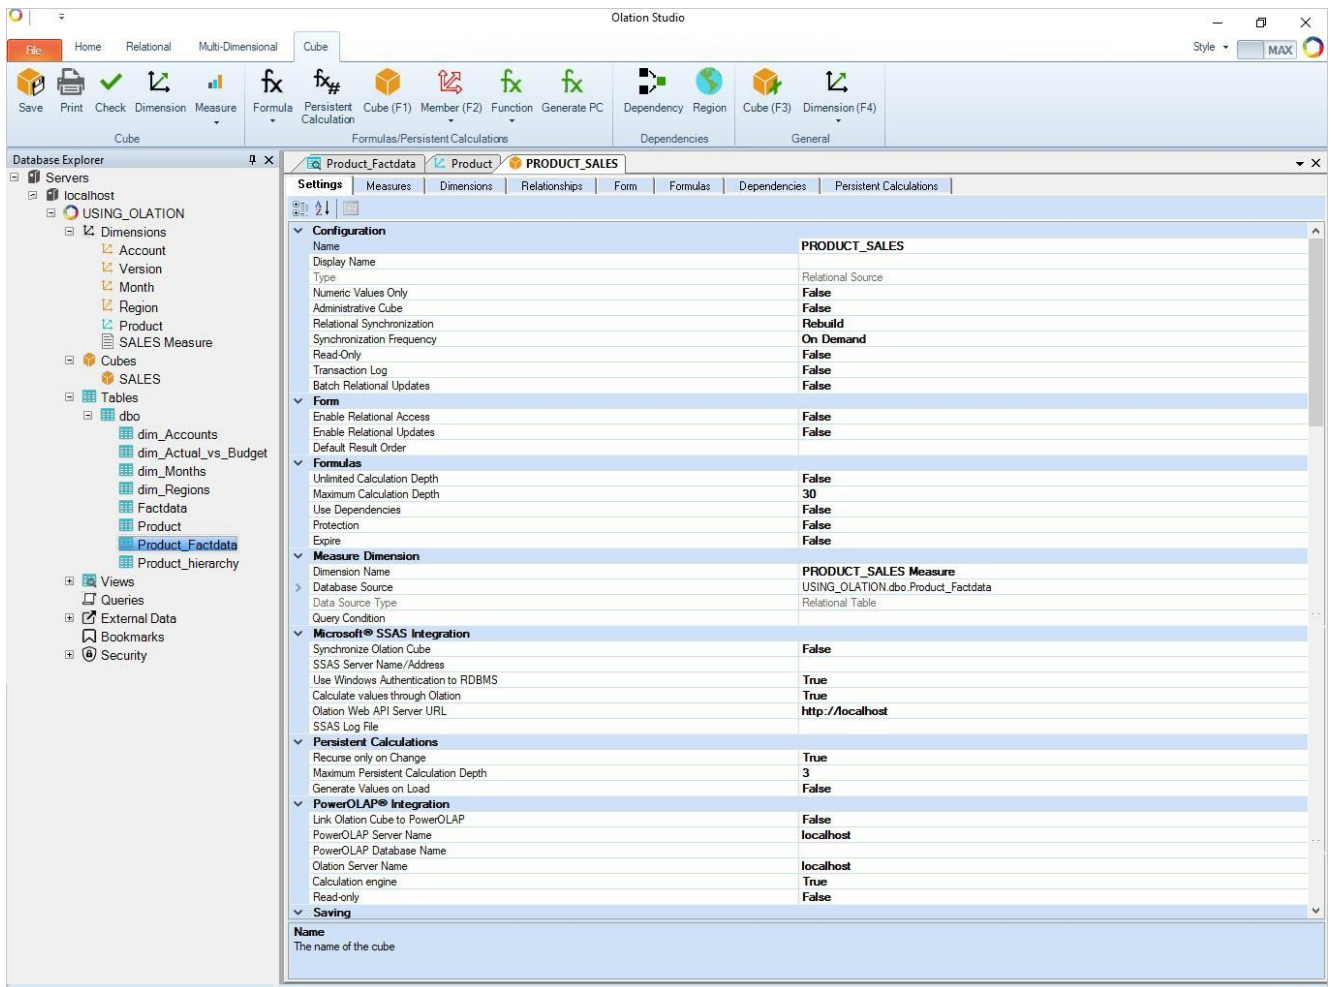 Olation Studio
File Home Relational Multi-Dimensional Cube Style MAX
Save Print Check Dimension Measure Formula Persistent Calculation Cube (F1) Member (F2) Function Generate PC Dependency Region Cube (F3) Dimension (F4)
Cube Formulas/Persistent Calculations Dependencies General
Database Explorer
Servers
localhost
USING_OLATION
Dimensions
Account
Version
Month
Region
Product
SALES Measure
Cubes
SALES
Tables
dbo
dim_Accounts
dim_Actual_vs_Budget
dim_Months
dim_Regions
Factdata
Product
Product_Factdata
Product_hierarchy
Views
Queries
External Data
Bookmarks
Security
Product_Factdata Product PRODUCT_SALES
Settings Measures Dimensions Relationships Form Formulas Dependencies Persistent Calculations
Configuration
Name PRODUCT_SALES
Display Name
Type Relational Source
Numeric Values Only False
Administrative Cube False
Relational Synchronization Rebuild
Synchronization Frequency On Demand
Read-Only False
Transaction Log False
Batch Relational Updates False
Form
Enable Relational Access False
Enable Relational Updates False
Default Result Order
Formulas
Unlimited Calculation Depth False
Maximum Calculation Depth 30
Use Dependencies False
Protection False
Expire False
Measure Dimension
Dimension Name PRODUCT_SALES Measure
Database Source USING_OLATION.dbo.Product_Factdata
Data Source Type Relational Table
Query Condition
Microsoft® SSAS Integration
Synchronize Olation Cube False
SSAS Server Name/Address
Use Windows Authentication to RDBMS True
Calculate values through Olation True
Olation Web API Server URL http://localhost
SSAS Log File
Persistent Calculations
Recurse only on Change True
Maximum Persistent Calculation Depth 3
Generate Values on Load False
PowerOLAP® Integration
Link Olation Cube to PowerOLAP False
PowerOLAP Server Name localhost
PowerOLAP Database Name
Olation Server Name localhost
Calculation engine True
Read-only False
Saving
Name
The name of the cube